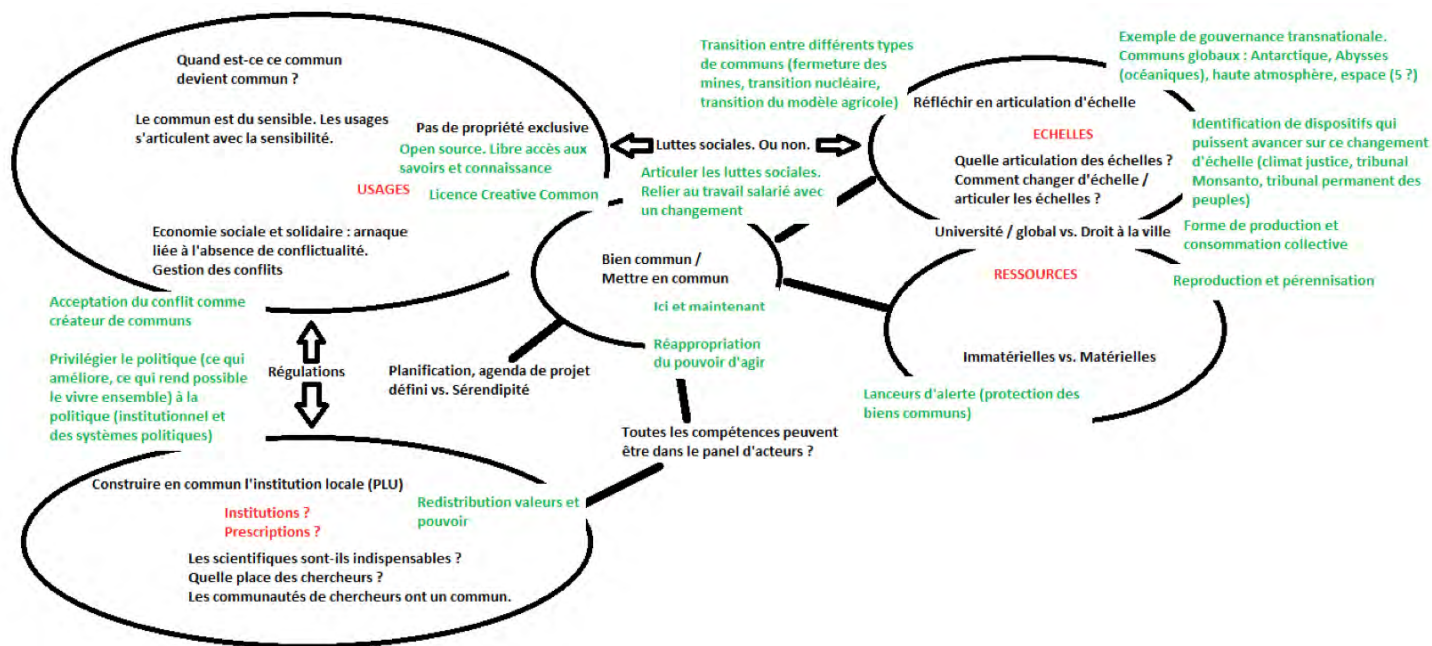 Quand est-ce ce commun
devient commun ?
Le commun est du sensible. Les usages
s'articulent avec la sensibilité.
Pas de propriété exclusive
Open source. Libre accès aux
savoirs et connaissance
USAGES
Licence Creative Common
Economie sociale et solidaire : arnaque
liée à l'absence de conflictualité.
Gestion des conflits
Acceptation du conflit comme
créateur de communs
Privilégier le politique (ce qui
améliore, ce qui rend possible
le vivre ensemble) à la
politique (institutionnel et
des systèmes politiques)
Régulations
Transition entre différents types
de communs (fermeture des
mines, transition nucléaire,
transition du modèle agricole)
Luttes sociales. Ou non.
Articuler les luttes sociales.
Relier au travail salarié avec
un changement
Bien commun /
Mettre en commun
Ici et maintenant
Réappropriation
du pouvoir d'agir
Planification, agenda de projet
défini vs. Sérendipité
Toutes les compétences peuvent
être dans le panel d'acteurs ?
Exemple de gouvernance transnationale.
Communs globaux : Antarctique, Abysses
(océaniques), haute atmosphère, espace (5 ?)
Réfléchir en articulation d'échelle
ECHELLES
Quelle articulation des échelles ?
Comment changer d'échelle /
articuler les échelles ?
Identification de dispositifs qui
puissent avancer sur ce changement
d'échelle (climat justice, tribunal
Monsanto, tribunal permanent des
peuples)
Université / global vs. Droit à la ville
Forme de production et
consommation collective
RESSOURCES
Reproduction et pérennisation
Immatérielles vs. Matérielles
Lanceurs d'alerte (protection des
biens communs)
Construire en commun l'institution locale (PLU)
Institutions ?
Prescriptions ?
Redistribution valeurs et
pouvoir
Les scientifiques sont-ils indispensables ?
Quelle place des chercheurs ?
Les communautés de chercheurs ont un commun.